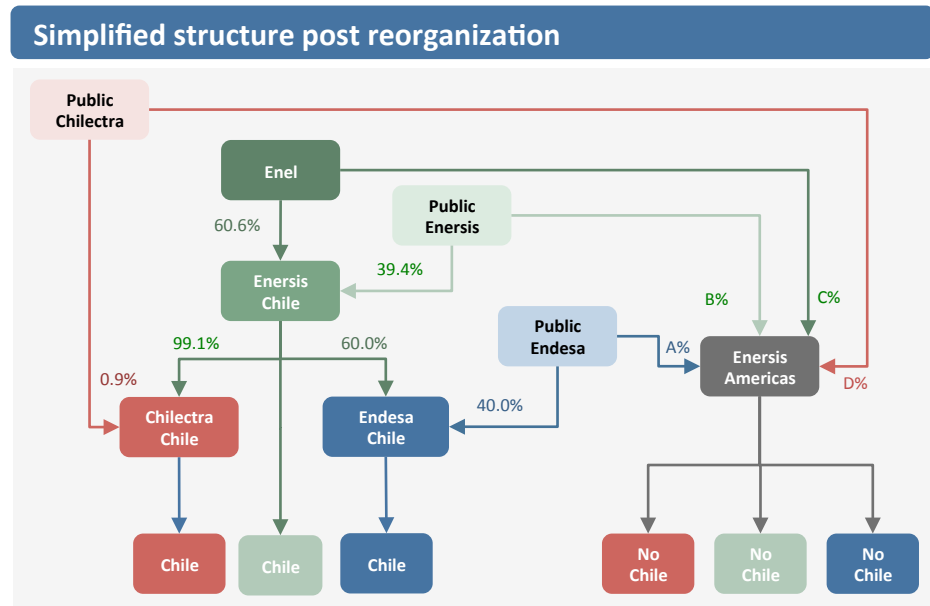 Simplified structure post reorganization
Public
Chilectra
Enel
Public
Enersis
60.6%
39.4%
Enersis
Chile
B%
C%
Public
Endesa
99.1%
60.0%
A%
Enersis
Americas
0.9%
D%
Chilectra
Chile
Endesa
Chile
40.0%
Chile
Chile
Chile
No
Chile
No
Chile
No
Chile